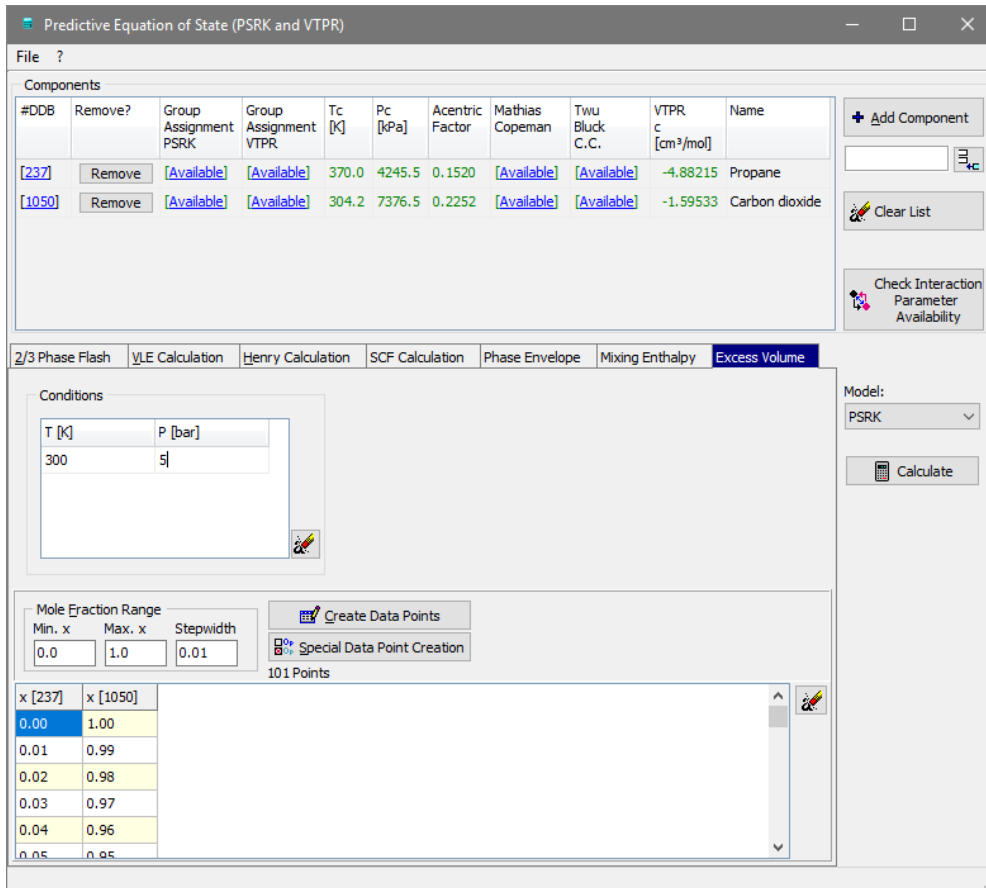 Predictive Equation of State (PSRK and VTPR)
File ?
Components
#DDB Remove? Group Assignment PSRK Group Assignment VTPR Tc [K] Pc [kPa] Acentric Factor Mathias Copeman Twu Bluck C.C. VTPR c [cm³/mol] Name
[237] Remove [Available] [Available] 370.0 4245.5 0.1520 [Available] [Available] -4.88215 Propane
[1050] Remove [Available] [Available] 304.2 7376.5 0.2252 [Available] [Available] -1.59533 Carbon dioxide
Add Component
Clear List
Check Interaction
Parameter
Availability
2/3 Phase Flash VLE Calculation Henry Calculation SCF Calculation Phase Envelope Mixing Enthalpy Excess Volume
Conditions
T [K] P [bar]
300 5
Model:
PSRK
Calculate
Mole Fraction Range
Min. x Max. x Stepwidth
0.0 1.0 0.01
Create Data Points
Special Data Point Creation
101 Points
x [237] x [1050]
0.00 1.00
0.01 0.99
0.02 0.98
0.03 0.97
0.04 0.96
0.05 0.95